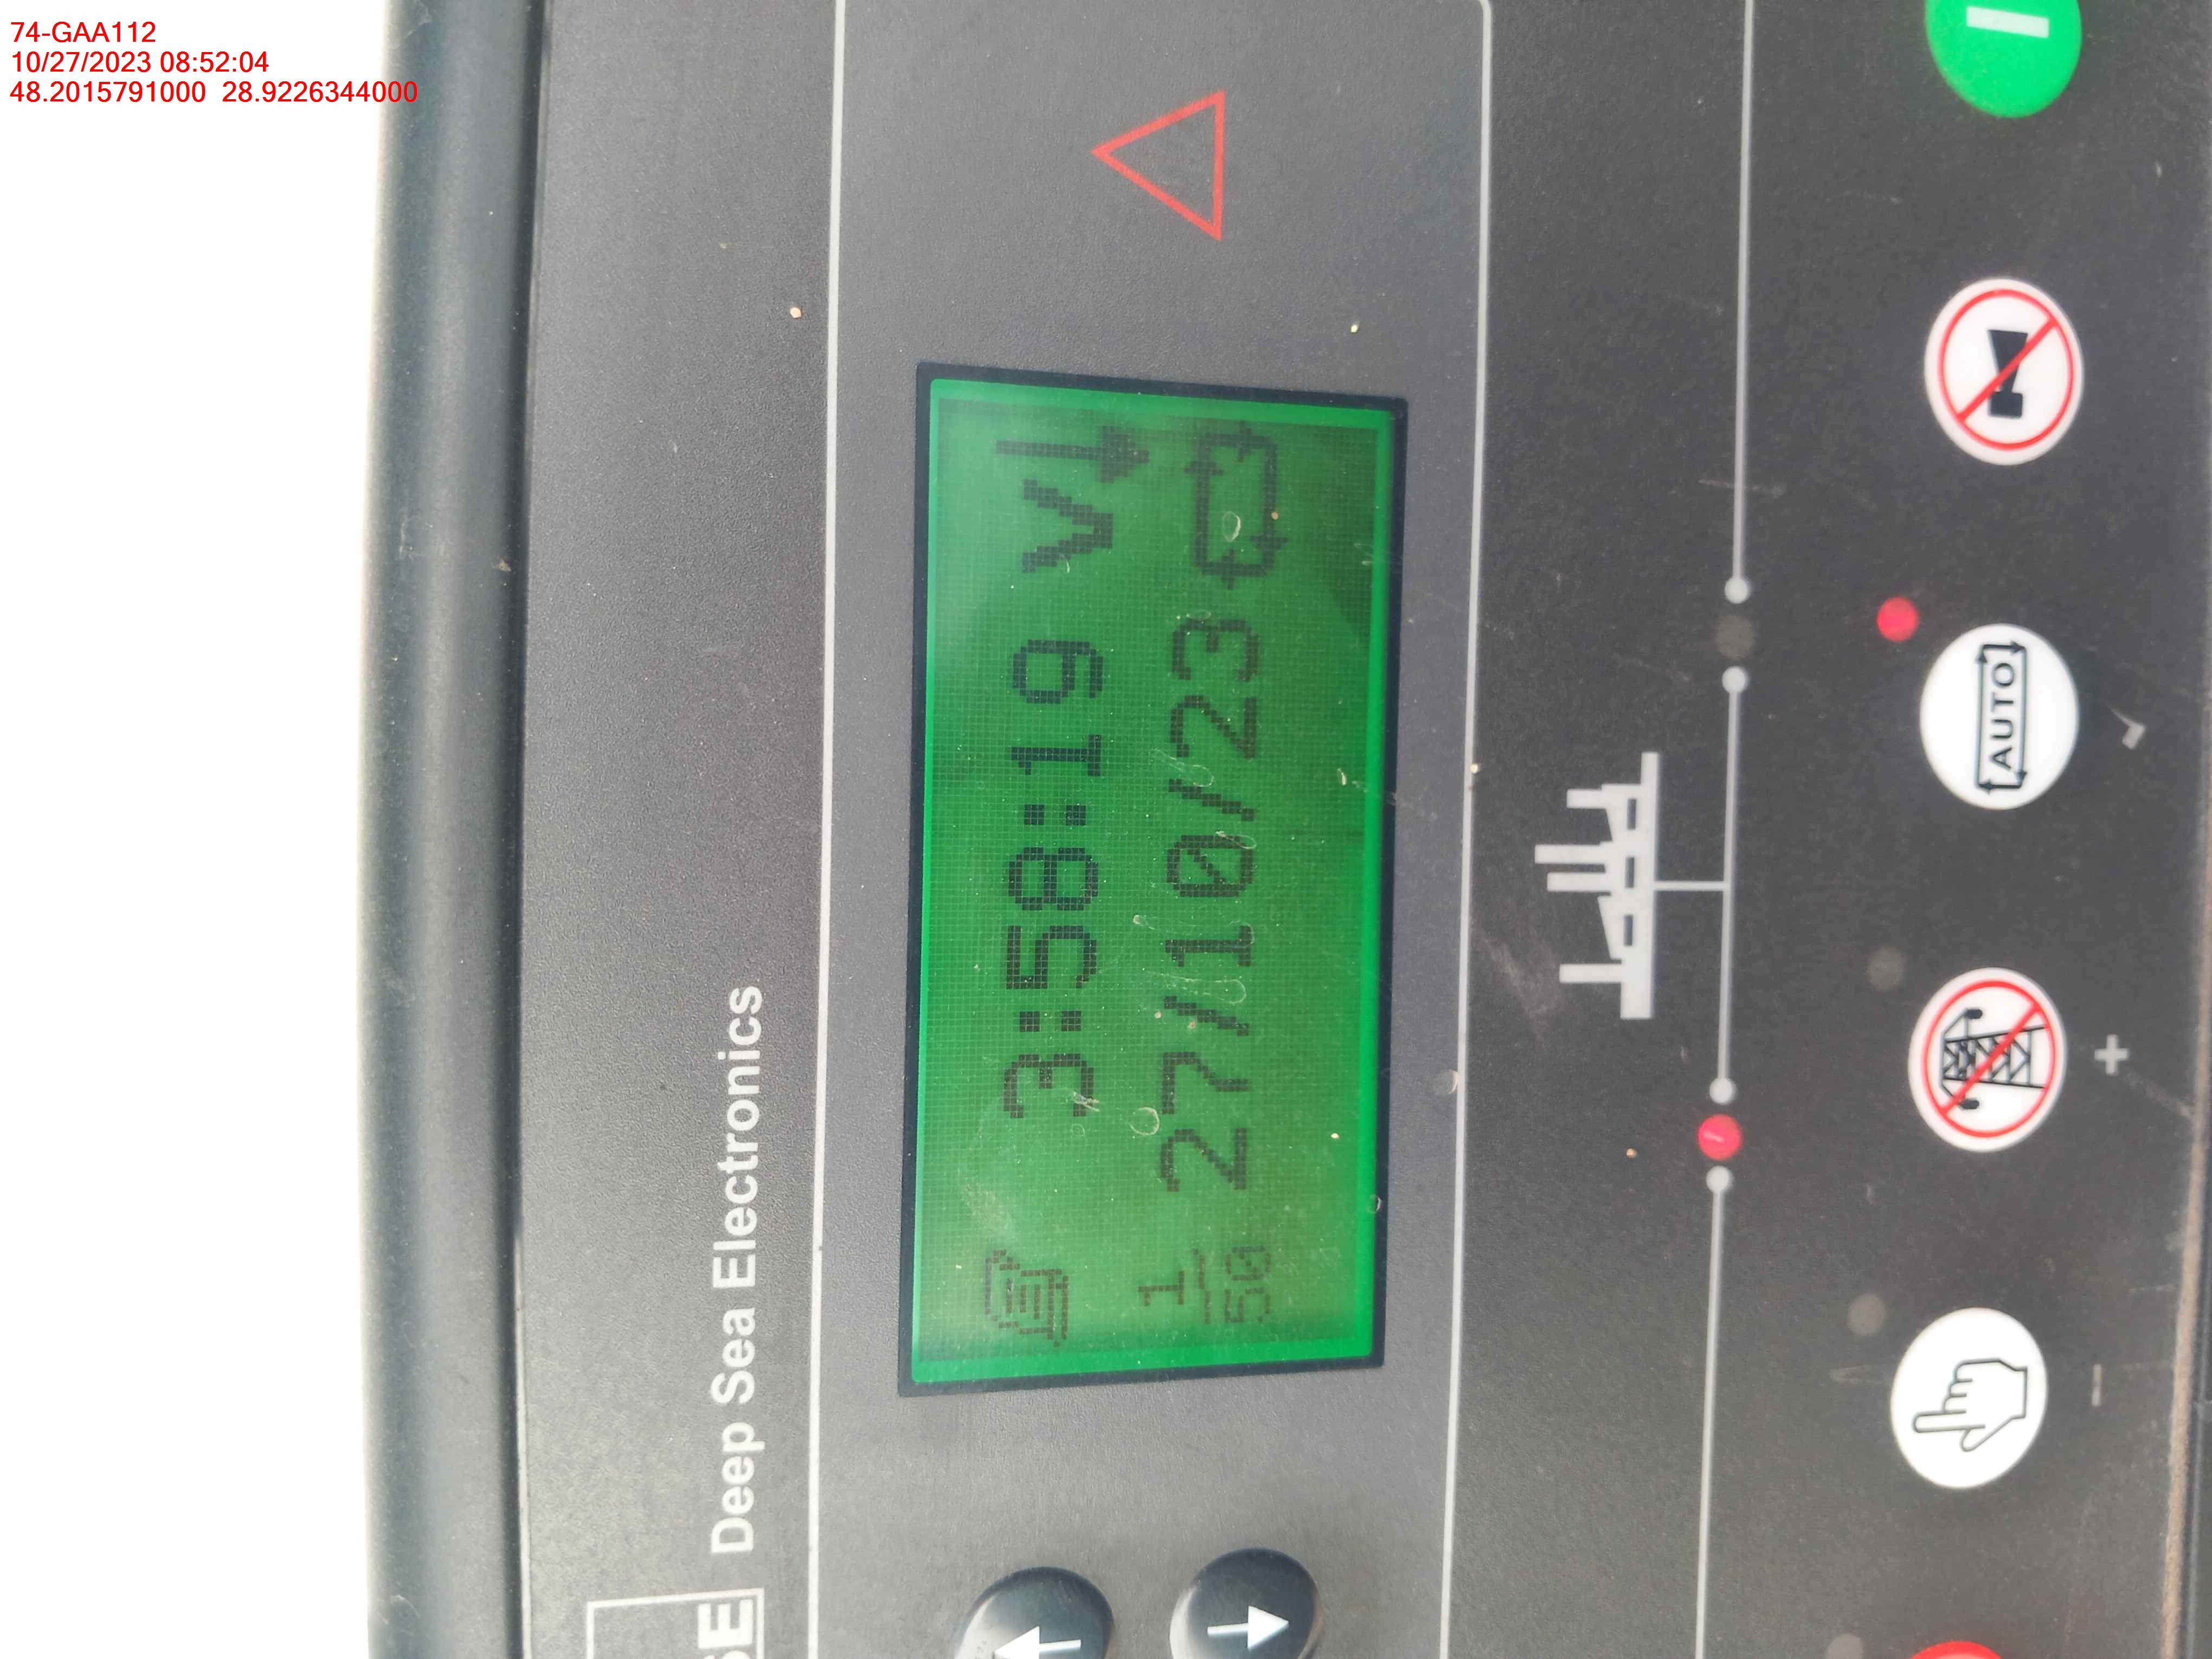 74-GAA112
10/27/2023 08:52:04
48.2015791000 28.9226344000
DSE Deep Sea Electronics
3:58:19 V↓
1/50 27/10/23
AUTO
+
-